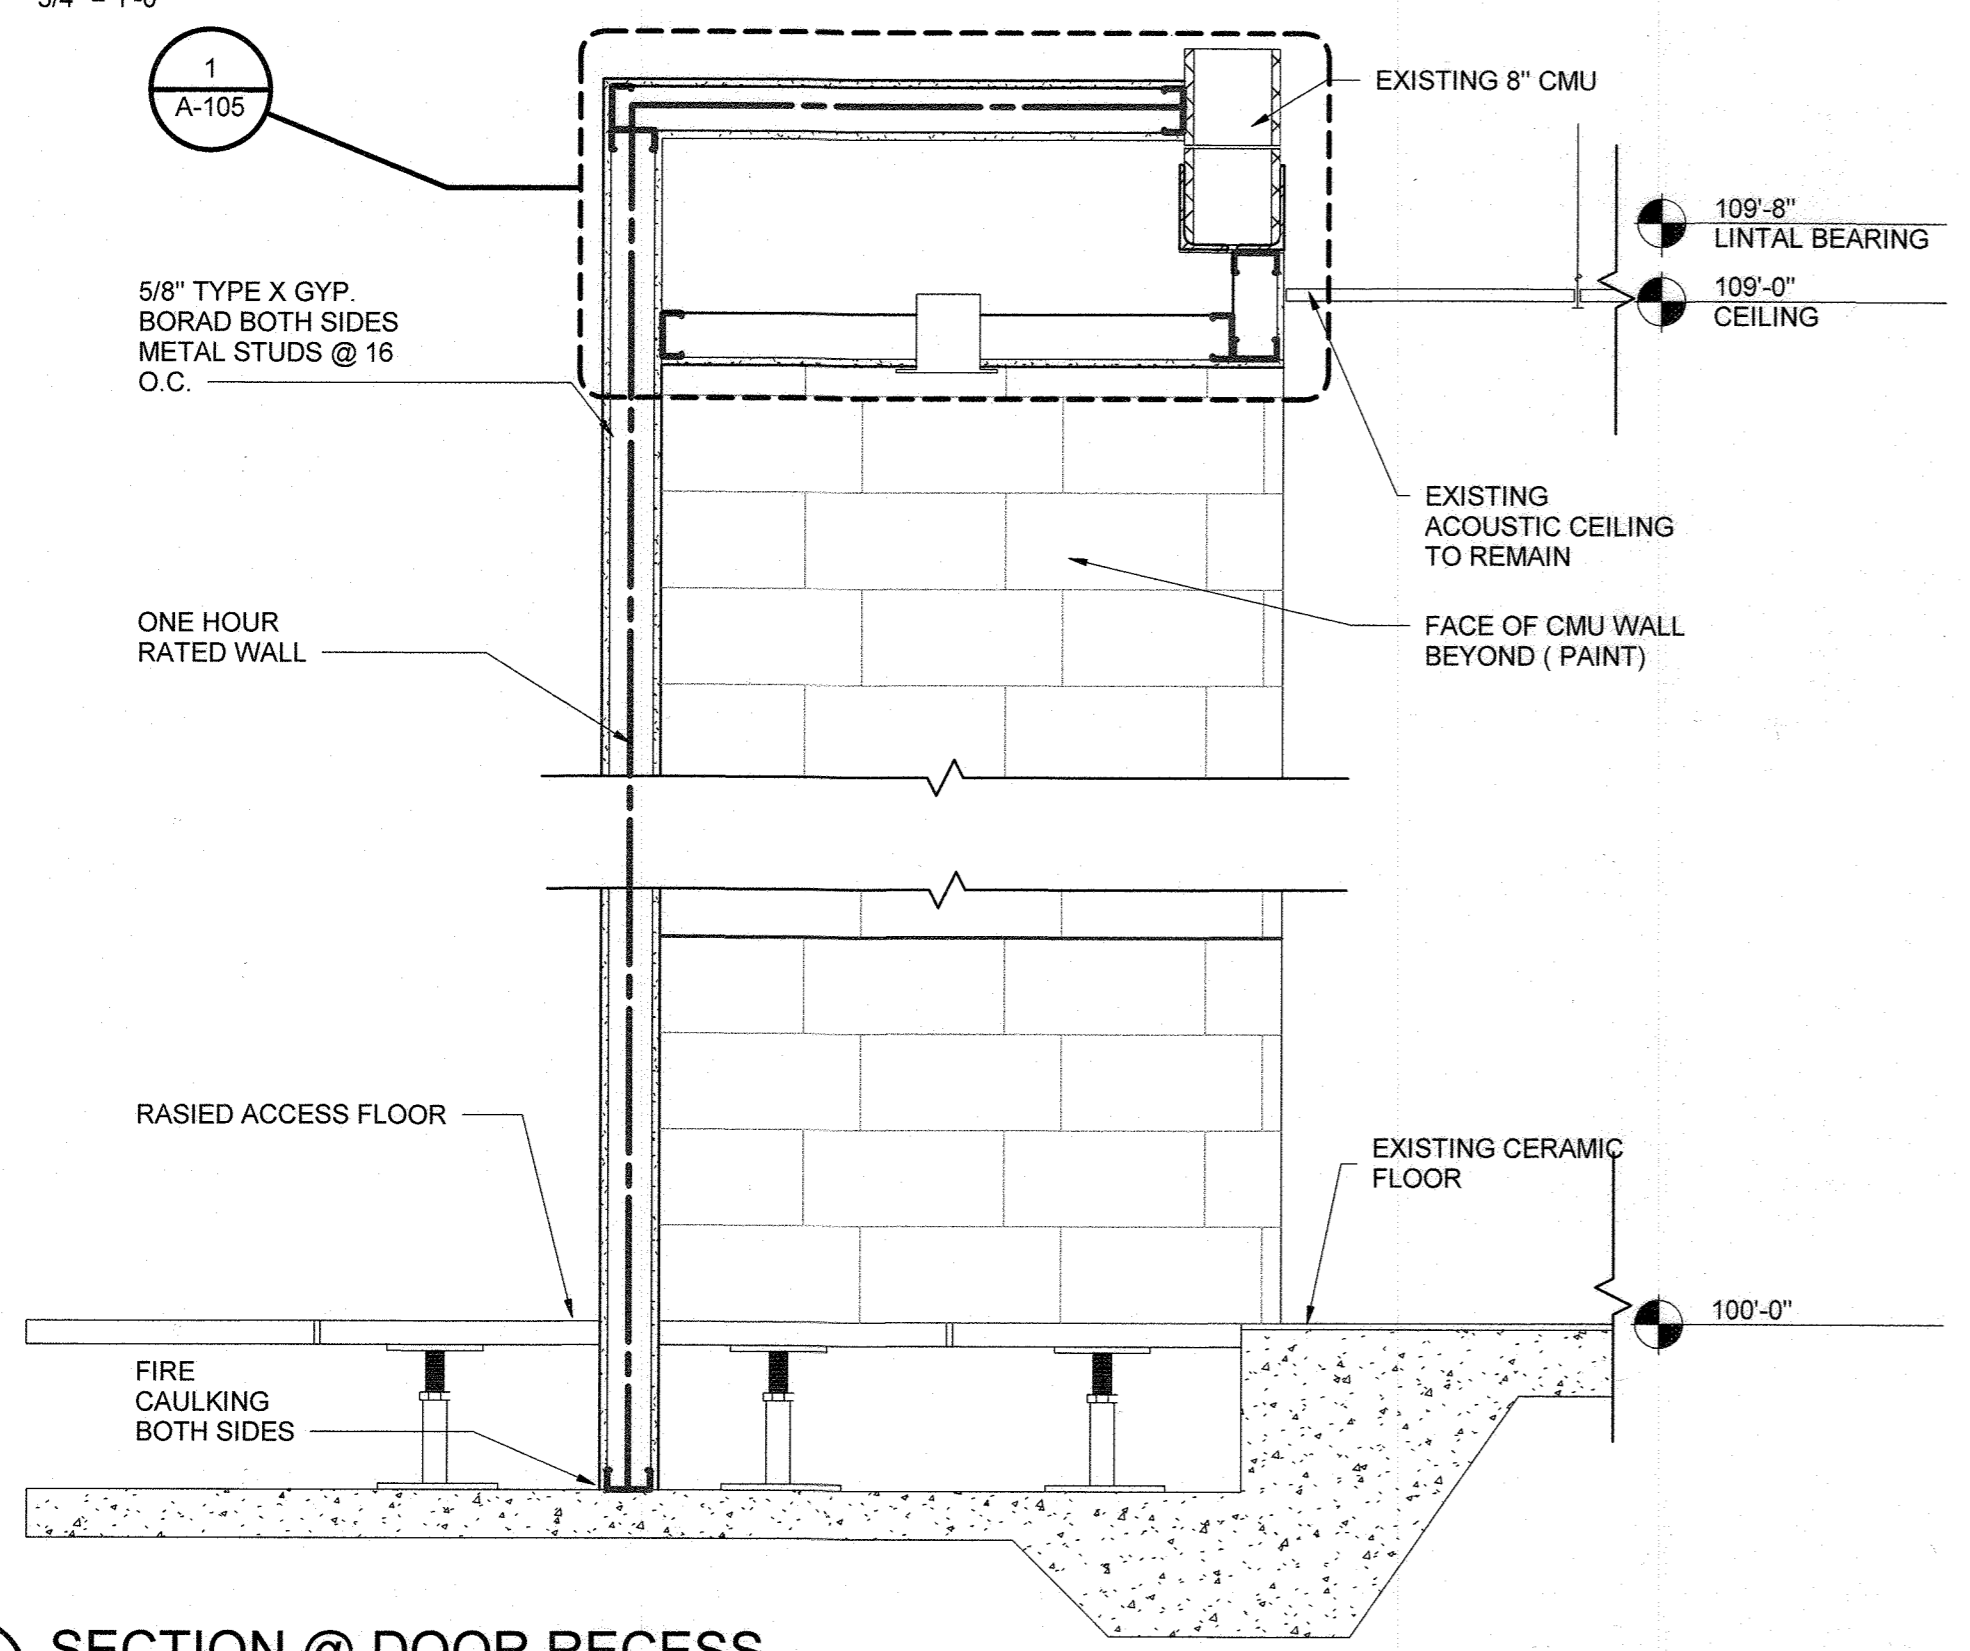 1
A-105
EXISTING 8" CMU
109'-8"
LINTAL BEARING
109'-0"
CEILING
5/8" TYPE X GYP.
BORAD BOTH SIDES
METAL STUDS @ 16
O.C.
EXISTING
ACOUSTIC CEILING
TO REMAIN
ONE HOUR
RATED WALL
FACE OF CMU WALL
BEYOND ( PAINT)
RASIED ACCESS FLOOR
EXISTING CERAMIC
FLOOR
100'-0"
FIRE
CAULKING
BOTH SIDES
SECTION @ DOOR RECESS